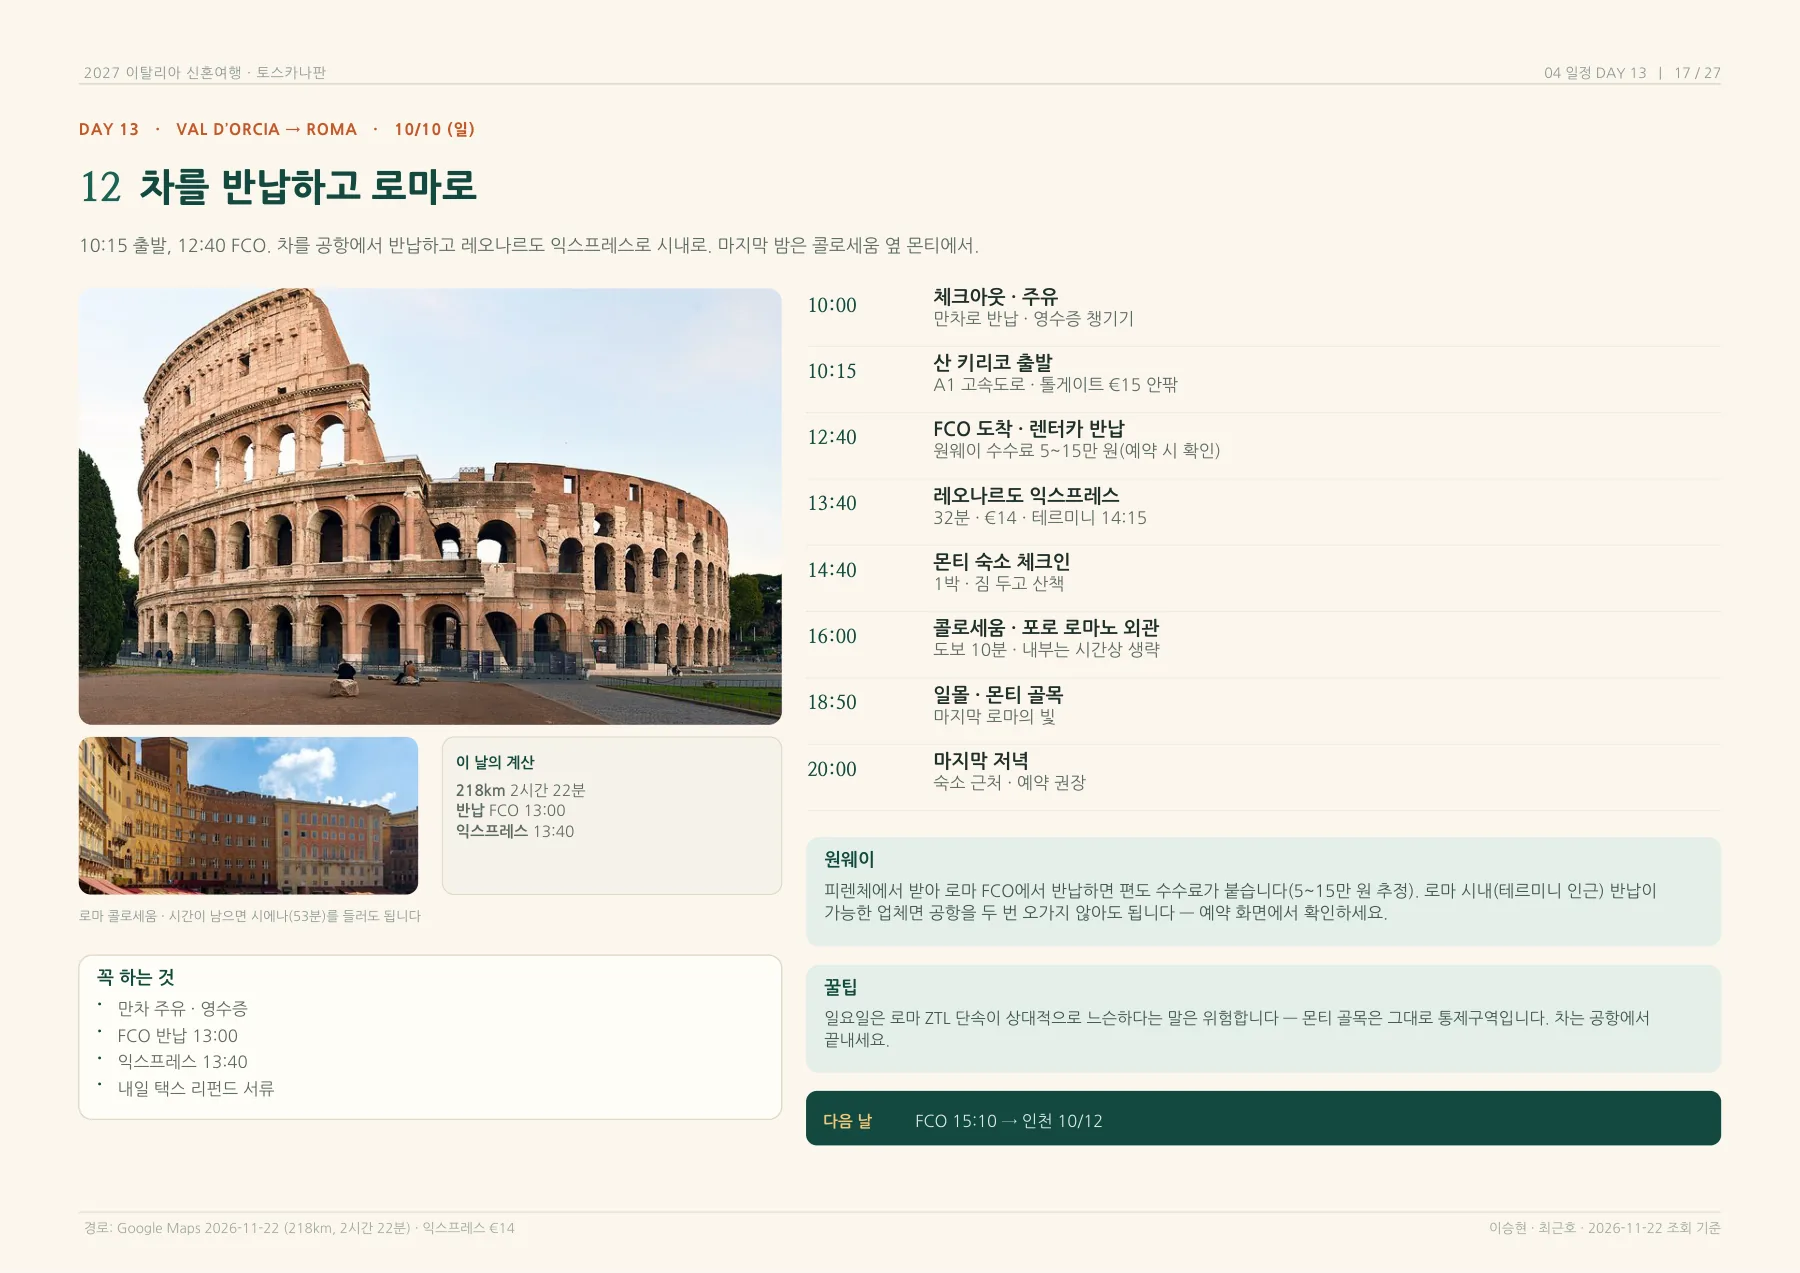 2027 이탈리아 신혼여행 · 토스카나판
04 일정 DAY 13 | 17 / 27
DAY 13 · VAL D'ORCIA → ROMA · 10/10 (일)
12 차를 반납하고 로마로
10:15 출발, 12:40 FCO. 차를 공항에서 반납하고 레오나르도 익스프레스로 시내로. 마지막 밤은 콜로세움 옆 몬티에서.
10:00 체크아웃 · 주유
만차로 반납 · 영수증 챙기기
10:15 산 키리코 출발
A1 고속도로 · 톨게이트 €15 안팎
12:40 FCO 도착 · 렌터카 반납
원웨이 수수료 5~15만 원(예약 시 확인)
13:40 레오나르도 익스프레스
32분 · €14 · 테르미니 14:15
14:40 몬티 숙소 체크인
1박 · 짐 두고 산책
16:00 콜로세움 · 포로 로마노 외관
도보 10분 · 내부는 시간상 생략
18:50 일몰 · 몬티 골목
마지막 로마의 빛
20:00 마지막 저녁
숙소 근처 · 예약 권장
이 날의 계산
218km 2시간 22분
반납 FCO 13:00
익스프레스 13:40
로마 콜로세움 · 시간이 남으면 시에나(53분)를 들러도 됩니다
꼭 하는 것
· 만차 주유 · 영수증
· FCO 반납 13:00
· 익스프레스 13:40
· 내일 택스 리펀드 서류
원웨이
피렌체에서 받아 로마 FCO에서 반납하면 편도 수수료가 붙습니다(5~15만 원 추정). 로마 시내(테르미니 인근) 반납이
가능한 업체면 공항을 두 번 오가지 않아도 됩니다 — 예약 화면에서 확인하세요.
꿀팁
일요일은 로마 ZTL 단속이 상대적으로 느슨하다는 말은 위험합니다 — 몬티 골목은 그대로 통제구역입니다. 차는 공항에서
끝내세요.
다음 날 FCO 15:10 → 인천 10/12
경로: Google Maps 2026-11-22 (218km, 2시간 22분) · 익스프레스 €14
이승현 · 최근호 · 2026-11-22 조회 기준